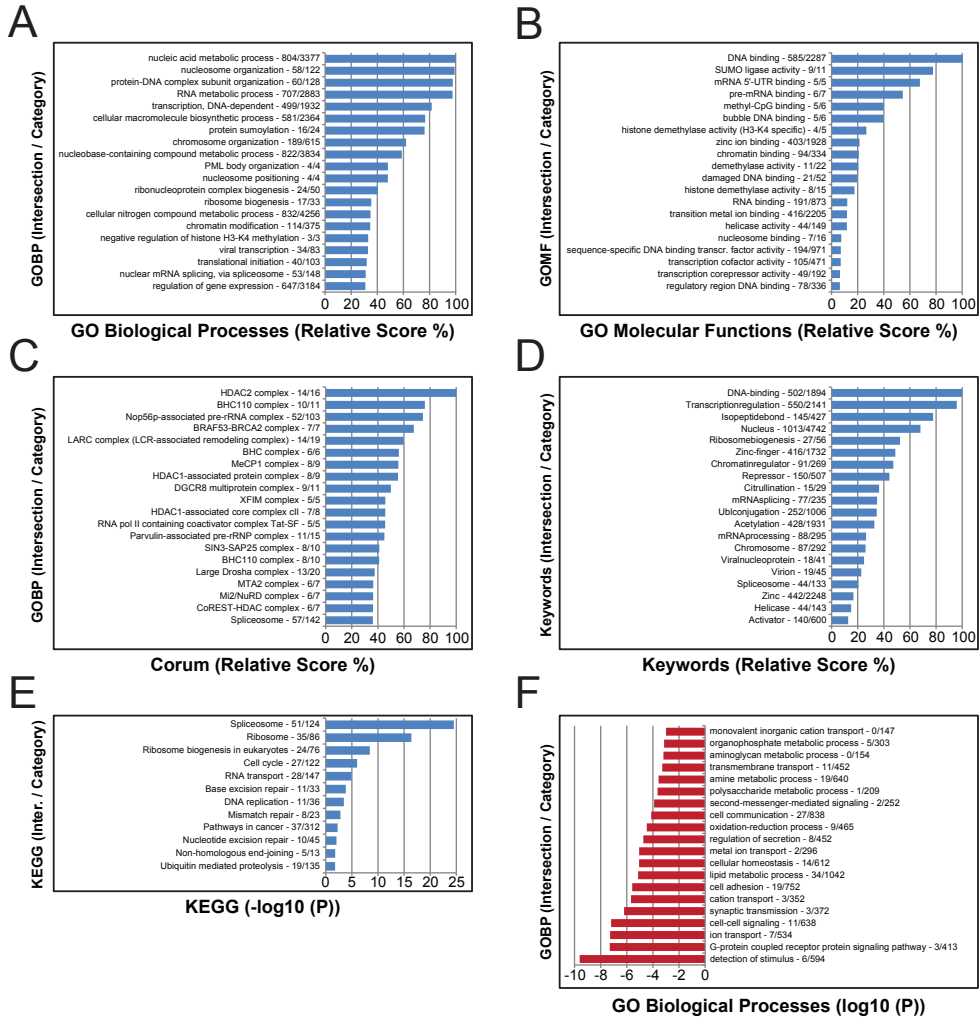 A
GOBP (Intersection / Category)
nucleic acid metabolic process - 804/3377
nucleosome organization - 58/122
protein-DNA complex subunit organization - 60/128
RNA metabolic process - 707/2883
transcription, DNA-dependent - 499/1932
cellular macromolecule biosynthetic process - 581/2364
protein sumoylation - 16/24
chromosome organization - 189/615
nucleobase-containing compound metabolic process - 822/3834
PML body organization - 4/4
nucleosome positioning - 4/4
ribonucleoprotein complex biogenesis - 24/50
ribosome biogenesis - 17/33
cellular nitrogen compound metabolic process - 832/4256
chromatin modification - 114/375
negative regulation of histone H3-K4 methylation - 3/3
viral transcription - 34/83
translational initiation - 40/103
nuclear mRNA splicing, via spliceosome - 53/148
regulation of gene expression - 647/3184
0 20 40 60 80 100
GO Biological Processes (Relative Score %)
B
GOMF (Intersection / Category)
DNA binding - 585/2287
SUMO ligase activity - 9/11
mRNA 5'-UTR binding - 5/5
pre-mRNA binding - 6/7
methyl-CpG binding - 5/6
bubble DNA binding - 5/6
histone demethylase activity (H3-K4 specific) - 4/5
zinc ion binding - 403/1928
chromatin binding - 94/334
demethylase activity - 11/22
damaged DNA binding - 21/52
histone demethylase activity - 8/15
RNA binding - 191/873
transition metal ion binding - 416/2205
helicase activity - 44/149
nucleosome binding - 7/16
sequence-specific DNA binding transcr. factor activity - 194/971
transcription cofactor activity - 105/471
transcription corepressor activity - 49/192
regulatory region DNA binding - 78/336
0 20 40 60 80 100
GO Molecular Functions (Relative Score %)
C
GOBP (Intersection / Category)
HDAC2 complex - 14/16
BHC110 complex - 10/11
Nop56p-associated pre-rRNA complex - 52/103
BRAF53-BRCA2 complex - 7/7
LARC complex (LCR-associated remodeling complex) - 14/19
BHC complex - 6/6
MeCP1 complex - 8/9
HDAC1-associated protein complex - 8/9
DGCR8 multiprotein complex - 9/11
XFIM complex - 5/5
HDAC1-associated core complex cII - 7/8
RNA pol II containing coactivator complex Tat-SF - 5/5
Parvulin-associated pre-rRNP complex - 11/15
SIN3-SAP25 complex - 8/10
BHC110 complex - 8/10
Large Drosha complex - 13/20
MTA2 complex - 6/7
Mi2/NuRD complex - 6/7
CoREST-HDAC complex - 6/7
Spliceosome - 57/142
0 20 40 60 80 100
Corum (Relative Score %)
D
Keywords (Intersection / Category)
DNA-binding - 502/1894
Transcriptionregulation - 550/2141
Isopeptidebond - 145/427
Nucleus - 1013/4742
Ribosomebiogenesis - 27/56
Zinc-finger - 416/1732
Chromatinregulator - 91/269
Repressor - 150/507
Citrullination - 15/29
mRNAsplicing - 77/235
Ublconjugation - 252/1006
Acetylation - 428/1931
mRNAprocessing - 88/295
Chromosome - 87/292
Viralnucleoprotein - 18/41
Virion - 19/45
Spliceosome - 44/133
Zinc - 442/2248
Helicase - 44/143
Activator - 140/600
0 20 40 60 80 100
Keywords (Relative Score %)
E
KEGG (Inter. / Category)
Spliceosome - 51/124
Ribosome - 35/86
Ribosome biogenesis in eukaryotes - 24/76
Cell cycle - 27/122
RNA transport - 28/147
Base excision repair - 11/33
DNA replication - 11/36
Mismatch repair - 8/23
Pathways in cancer - 37/312
Nucleotide excision repair - 10/45
Non-homologous end-joining - 5/13
Ubiquitin mediated proteolysis - 19/135
0 5 10 15 20 25
KEGG (-log10 (P))
F
GOBP (Intersection / Category)
monovalent inorganic cation transport - 0/147
organophosphate metabolic process - 5/303
aminoglycan metabolic process - 0/154
transmembrane transport - 11/452
amine metabolic process - 19/640
polysaccharide metabolic process - 1/209
second-messenger-mediated signaling - 2/252
cell communication - 27/838
oxidation-reduction process - 9/465
regulation of secretion - 8/452
metal ion transport - 2/296
cellular homeostasis - 14/612
lipid metabolic process - 34/1042
cell adhesion - 19/752
cation transport - 3/352
synaptic transmission - 3/372
cell-cell signaling - 11/638
ion transport - 7/534
G-protein coupled receptor protein signaling pathway - 3/413
detection of stimulus - 6/594
-10 -8 -6 -4 -2 0
GO Biological Processes (log10 (P))